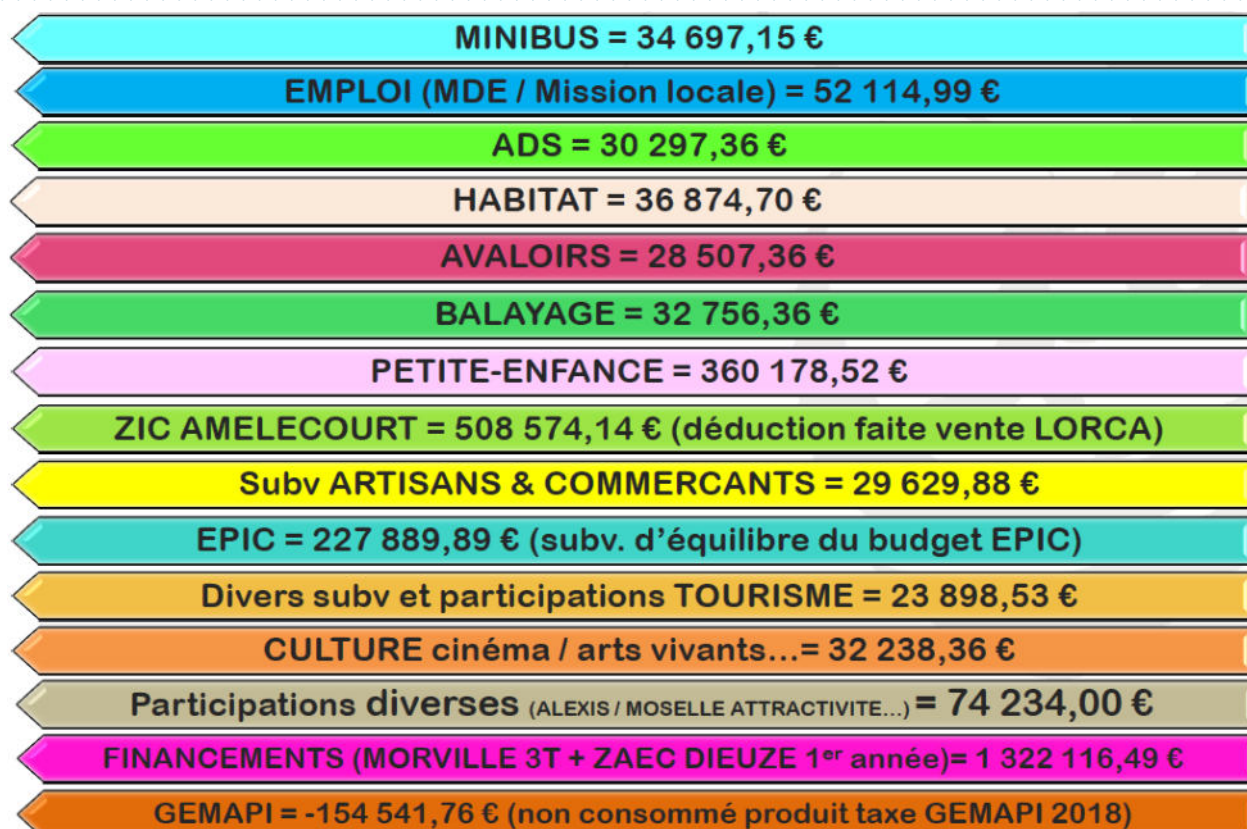 MINIBUS = 34 697,15 €
EMPLOI (MDE / Mission locale) = 52 114,99 €
ADS = 30 297,36 €
HABITAT = 36 874,70 €
AVALOIRS = 28 507,36 €
BALAYAGE = 32 756,36 €
PETITE-ENFANCE = 360 178,52 €
ZIC AMELECOURT = 508 574,14 € (déduction faite vente LORCA)
Subv ARTISANS & COMMERCANTS = 29 629,88 €
EPIC = 227 889,89 € (subv. d'équilibre du budget EPIC)
Divers subv et participations TOURISME = 23 898,53 €
CULTURE cinéma / arts vivants...= 32 238,36 €
Participations diverses (ALEXIS / MOSELLE ATTRACTIVITE...) = 74 234,00 €
FINANCEMENTS (MORVILLE 3T + ZAEC DIEUZE 1er année)= 1 322 116,49 €
GEMAPI = -154 541,76 € (non consommé produit taxe GEMAPI 2018)